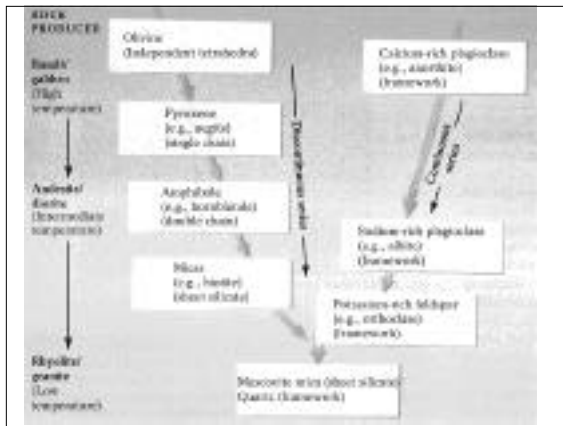 ROCK
PRODUCED
Basalt/
gabbro
(High
temperature)
Andesite/
diorite
(Intermediate
temperature)
Rhyolite/
granite
(Low
temperature)
Olivine
(Independent tetrahedra)
Pyroxene
(e.g., augite)
(single chain)
Amphibole
(e.g., hornblende)
(double chain)
Micas
(e.g., biotite)
(sheet silicate)
Discontinuous series
Calcium-rich plagioclase
(e.g., anorthite)
(framework)
Continuous
series
Sodium-rich plagioclase
(e.g., albite)
(framework)
Potassium-rich feldspar
(e.g., orthoclase)
(framework)
Muscovite mica (sheet silicate)
Quartz (framework)